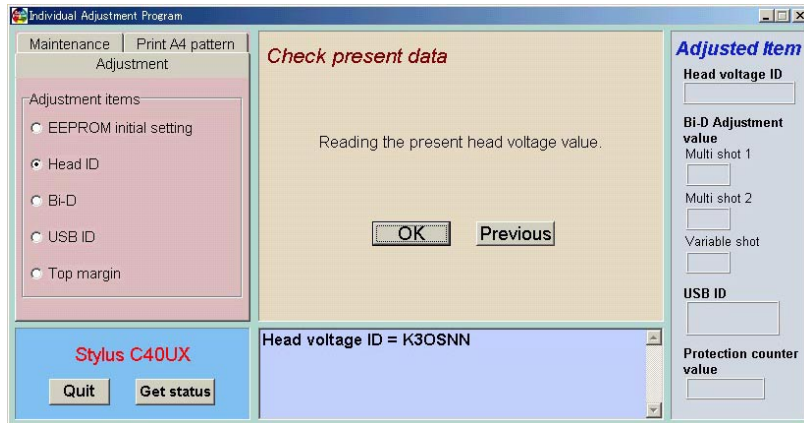 Individual Adjustment Program
Maintenance
Print A4 pattern
Adjustment
Adjustment items
EEPROM initial setting
Head ID
Bi-D
USB ID
Top margin
Check present data
Reading the present head voltage value.
OK
Previous
Stylus C40UX
Quit
Get status
Head voltage ID = K3OSNN
Adjusted Item
Head voltage ID
Bi-D Adjustment
value
Multi shot 1
Multi shot 2
Variable shot
USB ID
Protection counter
value